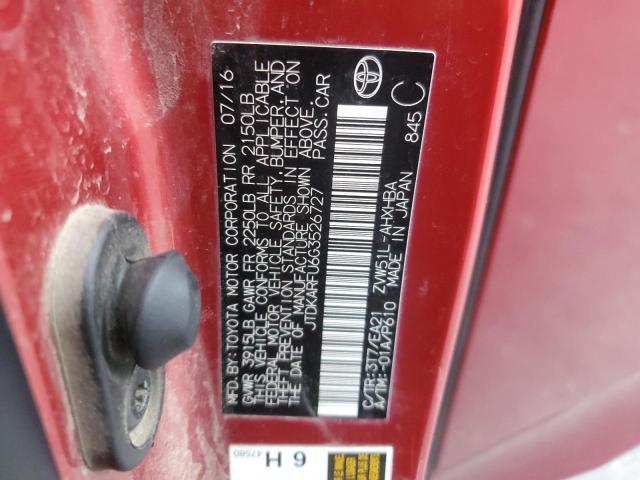 MFD. BY: TOYOTA MOTOR CORPORATION 07/16
GVWR 3915LB GAWR FR 2250LB RR 2150LB
THIS VEHICLE CONFORMS TO ALL APPLICABLE
FEDERAL MOTOR VEHICLE SAFETY, BUMPER, AND
THEFT PREVENTION STANDARDS IN EFFECT ON
THE DATE OF MANUFACTURE SHOWN ABOVE.
JTDKARFU6G3526727 PASS. CAR
C/TR:3T7/EA21 ZVW51L-AHXHBA
A/TM:-01A/P610 MADE IN JAPAN 845 C
6 H
47580